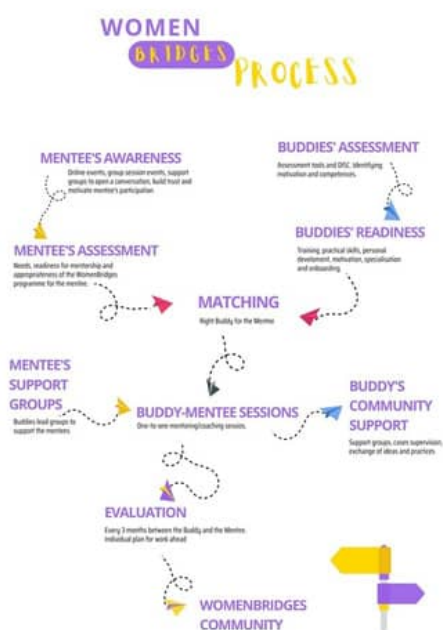 WOMEN
BRIDGES
PROCESS
MENTEE'S AWARENESS
Online events, group session events, support
groups to open a conversation, build trust and
motivate mentee's participation
BUDDIES' ASSESSMENT
Assessment tools and DISC. Identifying
motivation and competences.
MENTEE'S ASSESSMENT
Needs, readiness for mentorship and
appropriateness of the WomenBridges
programme for the mentee.
BUDDIES' READINESS
Training, practical skills, personal
development, motivation, specialisation
and onboarding.
MATCHING
Right Buddy for the Mentee
MENTEE'S
SUPPORT
GROUPS
Buddies lead groups to
support the mentees
BUDDY-MENTEE SESSIONS
One-to-one mentoring/coaching session.
BUDDY'S
COMMUNITY
SUPPORT
Support groups, cases supervision,
exchange of ideas and practices
EVALUATION
Every 3 months between the Buddy and the Mentee.
Individual plan for work ahead
WOMENBRIDGES
COMMUNITY